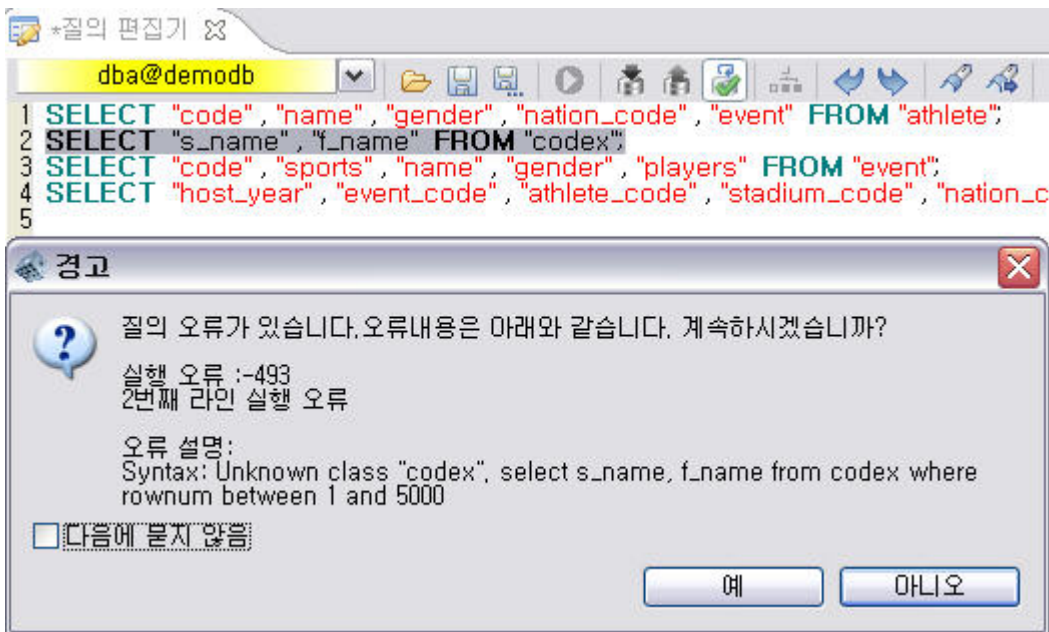 *질의 편집기
dba@demodb
1 SELECT "code" , "name" , "gender" , "nation_code" , "event" FROM "athlete";
2 SELECT "s_name" , "f_name" FROM "codex";
3 SELECT "code" , "sports" , "name" , "gender" , "players" FROM "event";
4 SELECT "host_year" , "event_code" , "athlete_code" , "stadium_code" , "nation_c
5
경고
질의 오류가 있습니다.오류내용은 아래와 같습니다. 계속하시겠습니까?
실행 오류 :-493
2번째 라인 실행 오류
오류 설명:
Syntax: Unknown class "codex", select s_name, f_name from codex where
rownum between 1 and 5000
다음에 묻지 않음
예
아니오